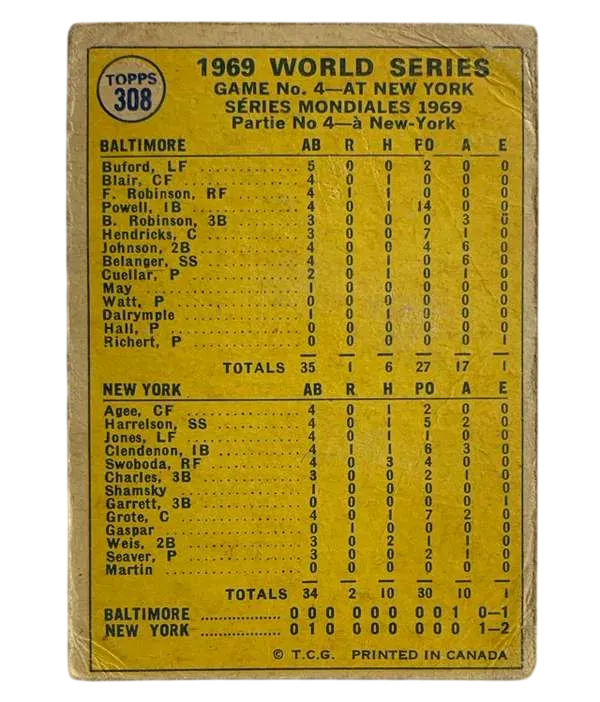 TOPPS
308
1969 WORLD SERIES
GAME No. 4—AT NEW YORK
SÉRIES MONDIALES 1969
Partie No 4—à New-York
BALTIMORE AB R H PO A E
Buford, LF 5 0 0 2 0 0
Blair, CF 4 0 1 0 0 0
F. Robinson, RF 4 1 1 0 0 0
Powell, 1B 4 0 1 14 0 0
B. Robinson, 3B 3 0 0 0 3 0
Hendricks, C 3 0 0 7 1 0
Johnson, 2B 4 0 0 4 6 0
Belanger, SS 4 0 1 0 6 0
Cuellar, P 2 0 1 0 1 0
May 1 0 0 0 0 0
Watt, P 0 0 0 0 0 0
Dalrymple 1 0 1 0 0 0
Hall, P 0 0 0 0 0 0
Richert, P 0 0 0 0 0 1
TOTALS 35 1 6 27 17 1
NEW YORK AB R H PO A E
Agee, CF 4 0 1 2 0 0
Harrelson, SS 4 0 1 5 2 0
Jones, LF 4 0 1 1 0 0
Clendenon, 1B 4 1 1 6 3 0
Swoboda, RF 4 0 3 4 0 0
Charles, 3B 3 0 0 2 1 0
Shamsky 1 0 0 0 0 0
Garrett, 3B 0 0 0 0 0 1
Grote, C 4 0 1 7 2 0
Gaspar 0 1 0 0 0 0
Weis, 2B 3 0 2 1 1 0
Seaver, P 3 0 0 2 1 0
Martin 0 0 0 0 0 0
TOTALS 34 2 10 30 10 1
BALTIMORE 0 0 0 0 0 0 0 0 1 0—1
NEW YORK 0 1 0 0 0 0 0 0 0 1—2
© T.C.G. PRINTED IN CANADA